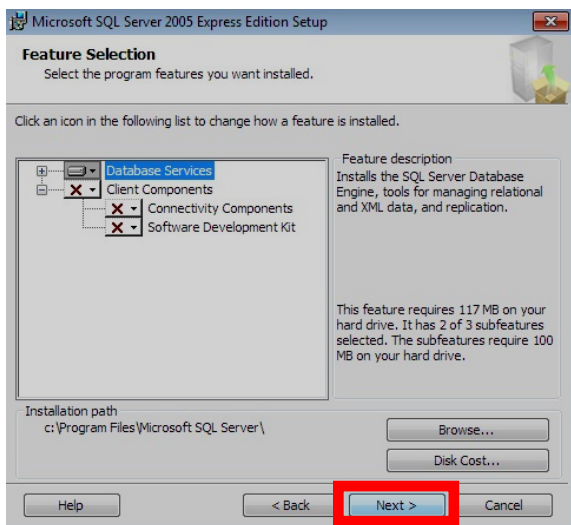 Microsoft SQL Server 2005 Express Edition Setup
Feature Selection
Select the program features you want installed.
Click an icon in the following list to change how a feature is installed.
Database Services
Client Components
Connectivity Components
Software Development Kit
Feature description
Installs the SQL Server Database
Engine, tools for managing relational
and XML data, and replication.
This feature requires 117 MB on your
hard drive. It has 2 of 3 subfeatures
selected. The subfeatures require 100
MB on your hard drive.
Installation path
c:\Program Files\Microsoft SQL Server\
Browse...
Disk Cost...
Help
< Back
Next >
Cancel